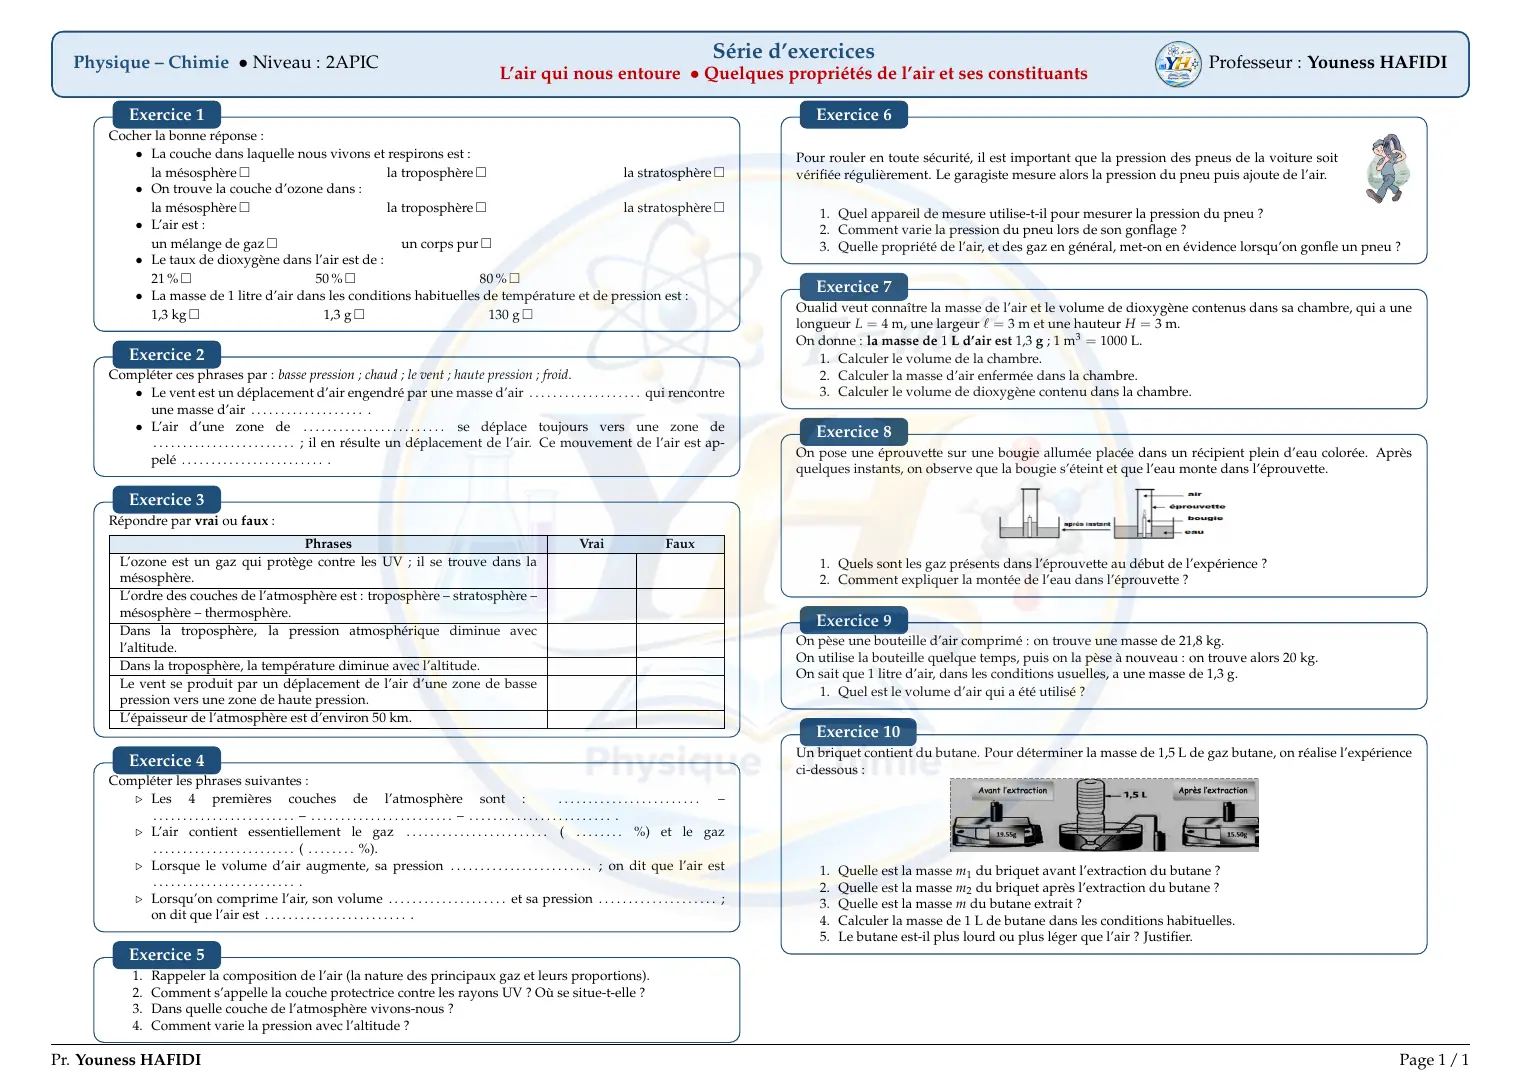 Physique – Chimie • Niveau : 2APIC
Série d'exercices
L'air qui nous entoure • Quelques propriétés de l'air et ses constituants
YH
Professeur : Youness HAFIDI
Exercice 1
Cocher la bonne réponse :
• La couche dans laquelle nous vivons et respirons est :
la mésosphère □ la troposphère □ la stratosphère □
• On trouve la couche d'ozone dans :
la mésosphère □ la troposphère □ la stratosphère □
• L'air est :
un mélange de gaz □ un corps pur □
• Le taux de dioxygène dans l'air est de :
21 % □ 50 % □ 80 % □
• La masse de 1 litre d'air dans les conditions habituelles de température et de pression est :
1,3 kg □ 1,3 g □ 130 g □
Exercice 2
Compléter ces phrases par : basse pression ; chaud ; le vent ; haute pression ; froid.
• Le vent est un déplacement d'air engendré par une masse d'air ................... qui rencontre
une masse d'air ................... .
• L'air d'une zone de ........................ se déplace toujours vers une zone de
........................ ; il en résulte un déplacement de l'air. Ce mouvement de l'air est ap-
pelé ........................ .
Exercice 3
Répondre par vrai ou faux :
Phrases Vrai Faux
L'ozone est un gaz qui protège contre les UV ; il se trouve dans la
mésosphère.
L'ordre des couches de l'atmosphère est : troposphère – stratosphère –
mésosphère – thermosphère.
Dans la troposphère, la pression atmosphérique diminue avec
l'altitude.
Dans la troposphère, la température diminue avec l'altitude.
Le vent se produit par un déplacement de l'air d'une zone de basse
pression vers une zone de haute pression.
L'épaisseur de l'atmosphère est d'environ 50 km.
Exercice 4
Compléter les phrases suivantes :
▷ Les 4 premières couches de l'atmosphère sont : ........................ –
........................ – ........................ – ........................ .
▷ L'air contient essentiellement le gaz ........................ ( ........ %) et le gaz
........................ ( ........ %).
▷ Lorsque le volume d'air augmente, sa pression ........................ ; on dit que l'air est
........................ .
▷ Lorsqu'on comprime l'air, son volume .................... et sa pression .................... ;
on dit que l'air est ........................ .
Exercice 5
1. Rappeler la composition de l'air (la nature des principaux gaz et leurs proportions).
2. Comment s'appelle la couche protectrice contre les rayons UV ? Où se situe-t-elle ?
3. Dans quelle couche de l'atmosphère vivons-nous ?
4. Comment varie la pression avec l'altitude ?
Exercice 6
Pour rouler en toute sécurité, il est important que la pression des pneus de la voiture soit
vérifiée régulièrement. Le garagiste mesure alors la pression du pneu puis ajoute de l'air.
1. Quel appareil de mesure utilise-t-il pour mesurer la pression du pneu ?
2. Comment varie la pression du pneu lors de son gonflage ?
3. Quelle propriété de l'air, et des gaz en général, met-on en évidence lorsqu'on gonfle un pneu ?
Exercice 7
Oualid veut connaître la masse de l'air et le volume de dioxygène contenus dans sa chambre, qui a une
longueur L = 4 m, une largeur ℓ = 3 m et une hauteur H = 3 m.
On donne : la masse de 1 L d'air est 1,3 g ; 1 m³ = 1000 L.
1. Calculer le volume de la chambre.
2. Calculer la masse d'air enfermée dans la chambre.
3. Calculer le volume de dioxygène contenu dans la chambre.
Exercice 8
On pose une éprouvette sur une bougie allumée placée dans un récipient plein d'eau colorée. Après
quelques instants, on observe que la bougie s'éteint et que l'eau monte dans l'éprouvette.
air
éprouvette
bougie
après instant
eau
1. Quels sont les gaz présents dans l'éprouvette au début de l'expérience ?
2. Comment expliquer la montée de l'eau dans l'éprouvette ?
Exercice 9
On pèse une bouteille d'air comprimé : on trouve une masse de 21,8 kg.
On utilise la bouteille quelque temps, puis on la pèse à nouveau : on trouve alors 20 kg.
On sait que 1 litre d'air, dans les conditions usuelles, a une masse de 1,3 g.
1. Quel est le volume d'air qui a été utilisé ?
Exercice 10
Un briquet contient du butane. Pour déterminer la masse de 1,5 L de gaz butane, on réalise l'expérience
ci-dessous :
Avant l'extraction 1,5 L Après l'extraction
19.55g 15.50g
1. Quelle est la masse m₁ du briquet avant l'extraction du butane ?
2. Quelle est la masse m₂ du briquet après l'extraction du butane ?
3. Quelle est la masse m du butane extrait ?
4. Calculer la masse de 1 L de butane dans les conditions habituelles.
5. Le butane est-il plus lourd ou plus léger que l'air ? Justifier.
YH
Physique - Chimie
Pr. Youness HAFIDI
Page 1 / 1